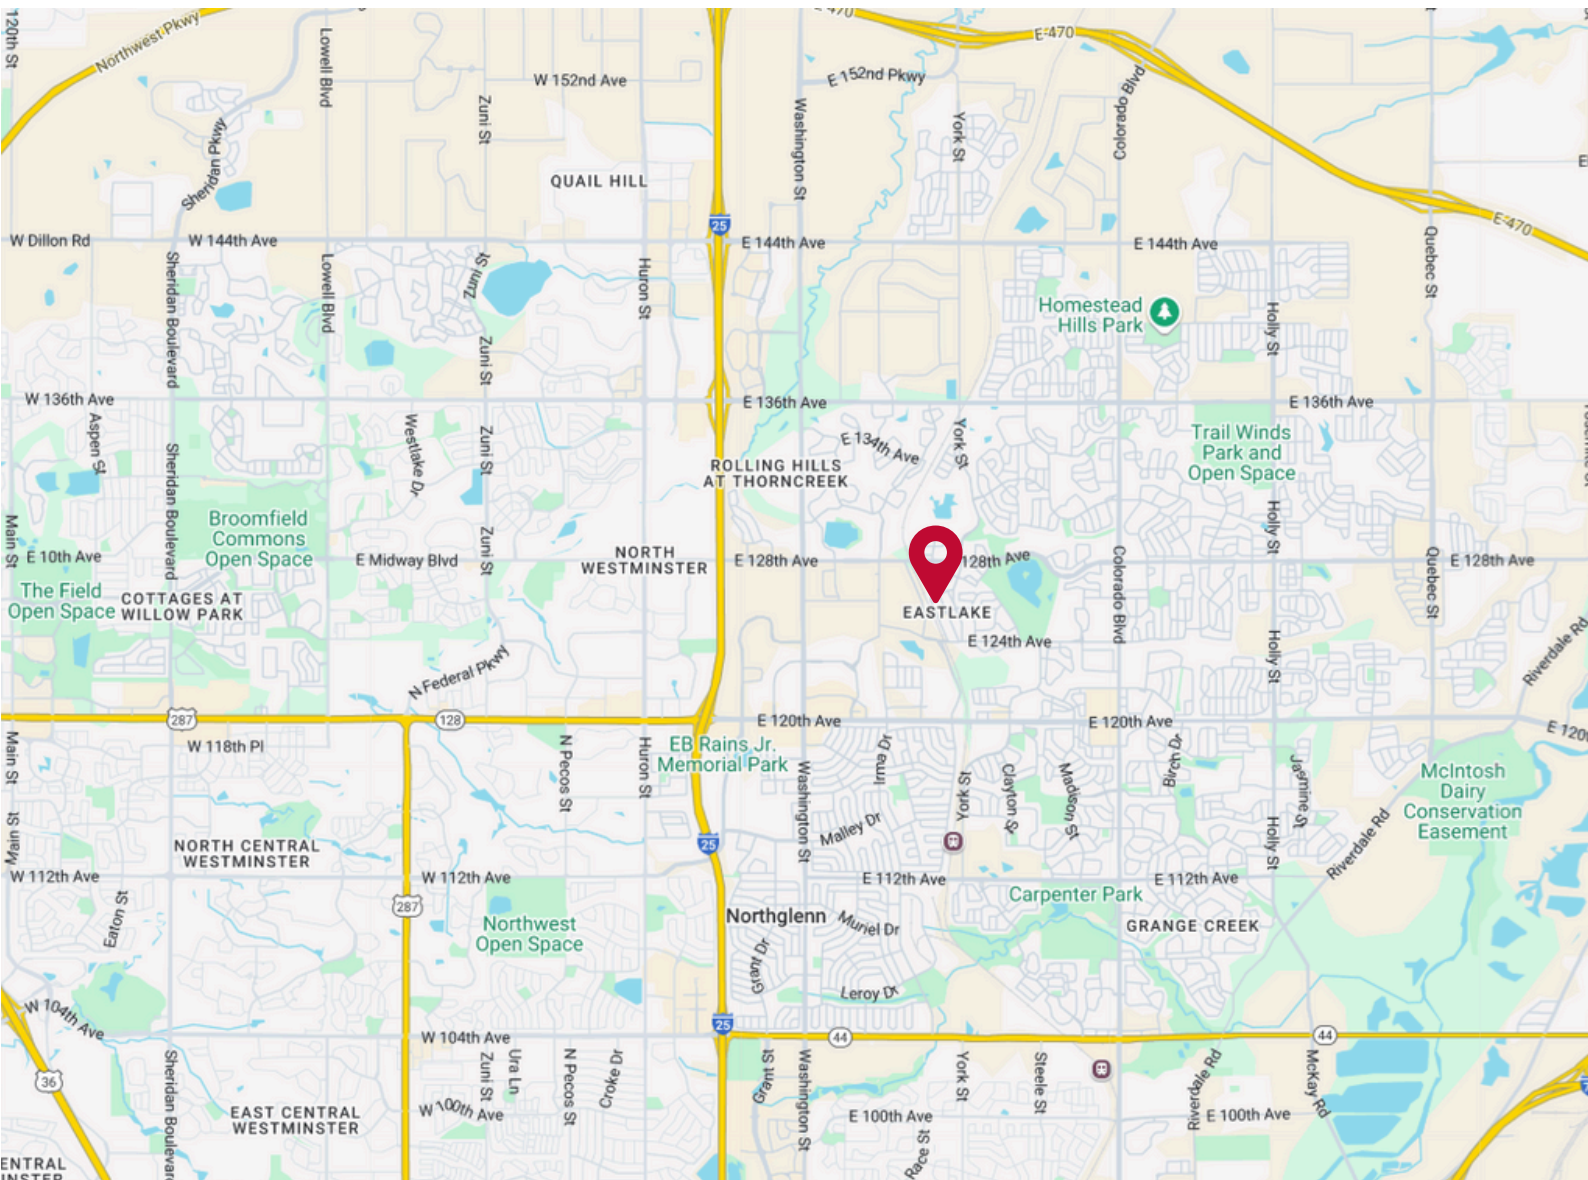 120th St
Northwest Pkwy
Lowell Blvd
Zuni St
W 152nd Ave
E 152nd Pkwy
E-470
Colorado Blvd
York St
Washington St
Sheridan Pkwy
QUAIL HILL
25
E-470
W Dillon Rd
W 144th Ave
E 144th Ave
E 144th Ave
Sheridan Boulevard
Lowell Blvd
Zuni St
Huron St
Quebec St
Homestead
Hills Park
Holly St
Zuni St
W 136th Ave
E 136th Ave
E 136th Ave
Aspen St
Westlake Dr
Zuni St
Sheridan Boulevard
E 134th Ave
York St
Trail Winds
Park and
Open Space
ROLLING HILLS
AT THORNCREEK
Broomfield
Commons
Open Space
Main St
E 10th Ave
E Midway Blvd
Zuni St
NORTH
WESTMINSTER
E 128th Ave
128th Ave
Holly St
E 128th Ave
Colorado Blvd
Quebec St
The Field
Open Space
COTTAGES AT
WILLOW PARK
EASTLAKE
E 124th Ave
Holly St
Riverdale Rd
N Federal Pkwy
287
128
E 120th Ave
E 120th Ave
E 120th
Main St
W 118th Pl
N Pecos St
Huron St
EB Rains Jr.
Memorial Park
Washington St
Irma Dr
York St
Clayton St
Madison St
Birch Dr
Jasmine St
McIntosh
Dairy
Conservation
Easement
Main St
Malley Dr
Holly St
Riverdale Rd
NORTH CENTRAL
WESTMINSTER
25
W 112th Ave
W 112th Ave
E 112th Ave
E 112th Ave
287
Carpenter Park
Eaton St
Northwest
Open Space
Northglenn
Muriel Dr
GRANGE CREEK
Grant Dr
Leroy Dr
W 104th Ave
W 104th Ave
25
44
44
36
Sheridan Boulevard
Zuni St
Ura Ln
N Pecos St
Croke Dr
Grant St
Washington St
York St
Steele St
Riverdale Rd
McKay Rd
EAST CENTRAL
WESTMINSTER
W 100th Ave
E 100th Ave
E 100th Ave
Race St